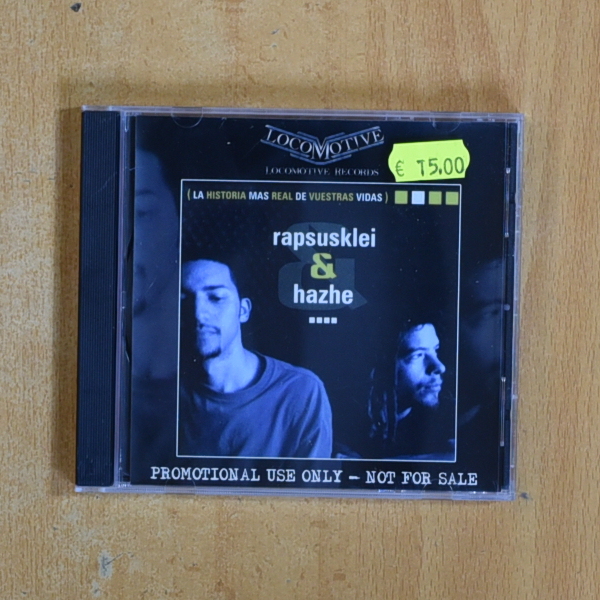 LOCOMOTIVE
LOCOMOTIVE RECORDS
€ 15.00
( LA HISTORIA MAS REAL DE VUESTRAS VIDAS )
rapsusklei
&
hazhe
PROMOTIONAL USE ONLY – NOT FOR SALE